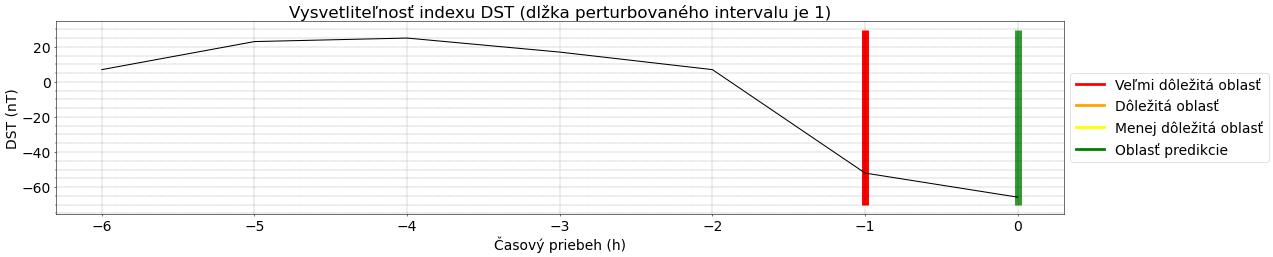 Vysvetliteľnosť indexu DST (dĺžka perturbovaného intervalu je 1)
20
0
−20
−40
−60
DST (nT)
−6 −5 −4 −3 −2 −1 0
Časový priebeh (h)
Veľmi dôležitá oblasť
Dôležitá oblasť
Menej dôležitá oblasť
Oblasť predikcie